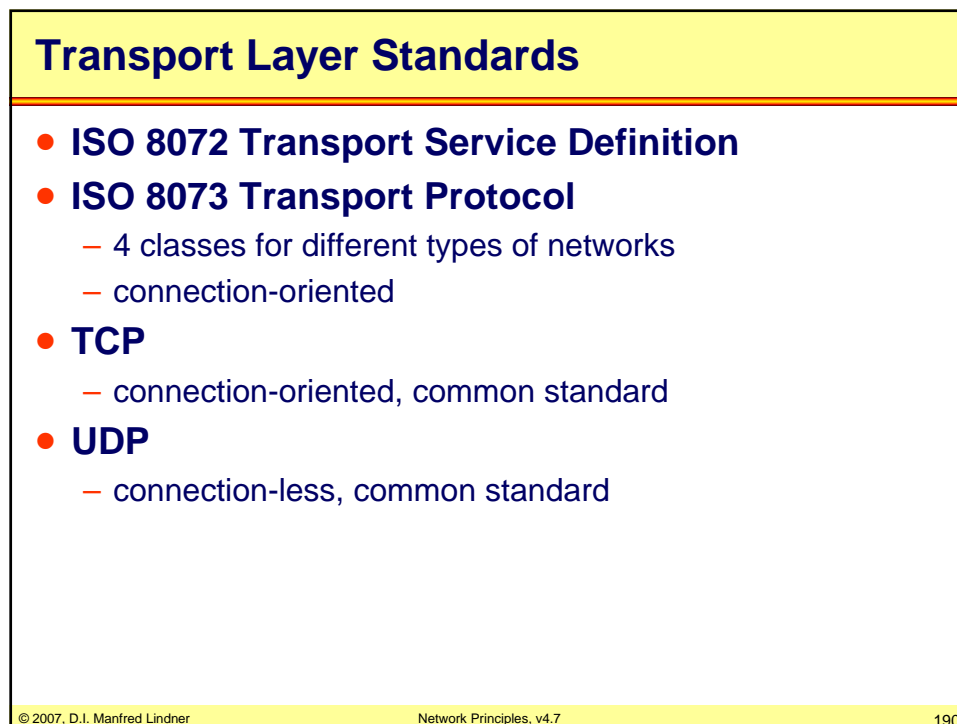 Transport Layer Standards
• ISO 8072 Transport Service Definition
• ISO 8073 Transport Protocol
– 4 classes for different types of networks
– connection-oriented
• TCP
– connection-oriented, common standard
• UDP
– connection-less, common standard
© 2007, D.I. Manfred Lindner
Network Principles, v4.7
190